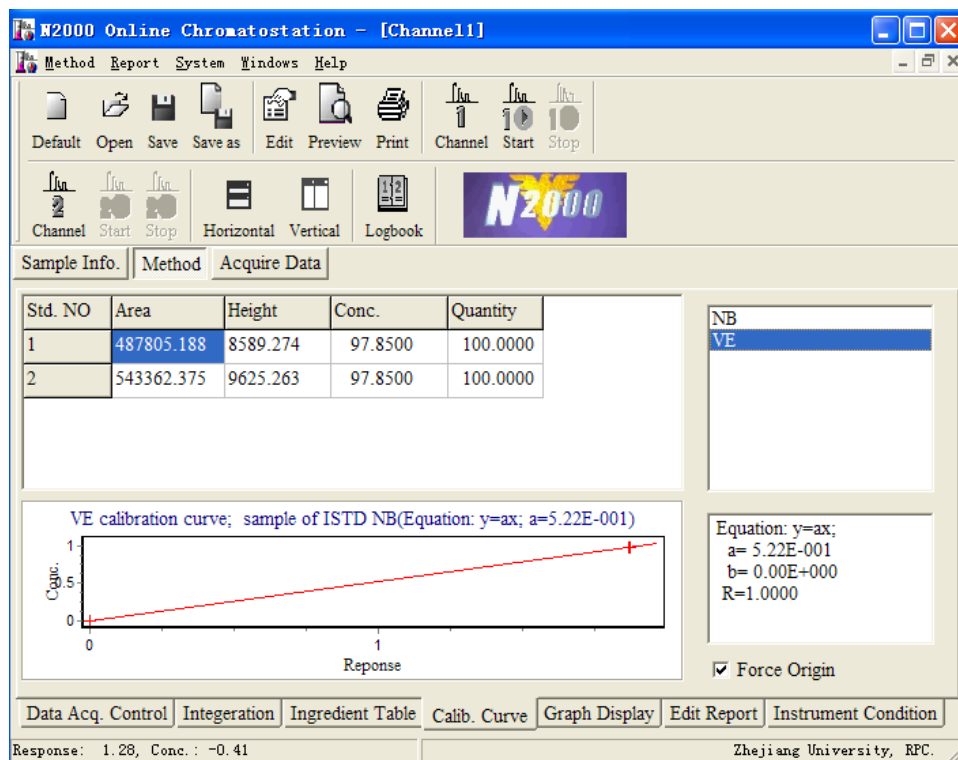 N2000 Online Chromatostation - [Channel1]
Method Report System Windows Help
Default Open Save Save as Edit Preview Print Channel Start Stop
Channel Start Stop Horizontal Vertical Logbook
N2000
Sample Info. Method Acquire Data
Std. NO Area Height Conc. Quantity
1 487805.188 8589.274 97.8500 100.0000
2 543362.375 9625.263 97.8500 100.0000
NB
VE
VE calibration curve; sample of ISTD NB(Equation: y=ax; a=5.22E-001)
Conc.
1
0.5
0
0 1
Reponse
Equation: y=ax;
a= 5.22E-001
b= 0.00E+000
R=1.0000
Force Origin
Data Acq. Control Integeration Ingredient Table Calib. Curve Graph Display Edit Report Instrument Condition
Response: 1.28, Conc.: -0.41 Zhejiang University, RPC.